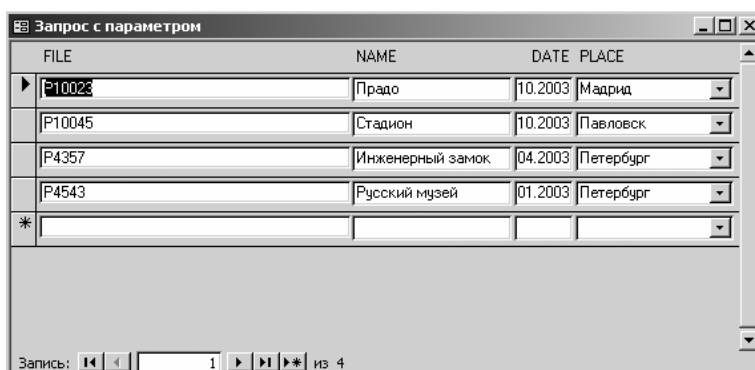 Запрос с параметром
FILE NAME DATE PLACE
P10023 Прадо 10.2003 Мадрид
P10045 Стадион 10.2003 Павловск
P4357 Инженерный замок 04.2003 Петербург
P4543 Русский музей 01.2003 Петербург
Запись: 1 из 4